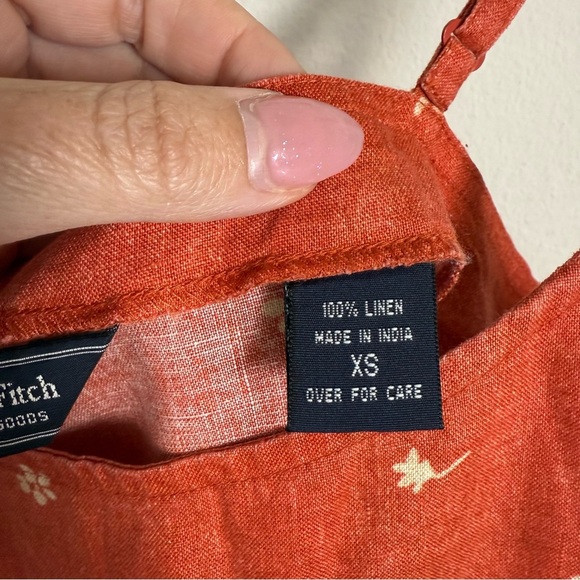 Fitch
GOODS
100% LINEN
MADE IN INDIA
XS
OVER FOR CARE